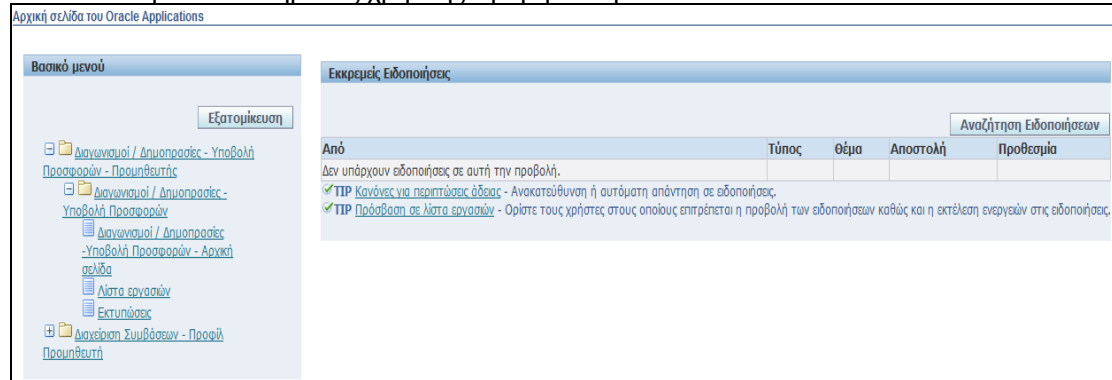 Αρχική σελίδα του Oracle Applications
Βασικό μενού
Εξατομίκευση
Διαγωνισμοί / Δημοπρασίες - Υποβολή
Προσφορών - Προμηθευτής
Διαγωνισμοί / Δημοπρασίες -
Υποβολή Προσφορών
Διαγωνισμοί / Δημοπρασίες
-Υποβολή Προσφορών - Αρχική
σελίδα
Λίστα εργασιών
Εκτυπώσεις
Διαχείριση Συμβάσεων - Προφίλ
Προμηθευτή
Εκκρεμείς Ειδοποιήσεις
Αναζήτηση Ειδοποιήσεων
Από Τύπος Θέμα Αποστολή Προθεσμία
Δεν υπάρχουν ειδοποιήσεις σε αυτή την προβολή.
TIP Κανόνες για περιπτώσεις άδειας - Ανακατεύθυνση ή αυτόματη απάντηση σε ειδοποιήσεις.
TIP Πρόσβαση σε λίστα εργασιών - Ορίστε τους χρήστες στους οποίους επιτρέπεται η προβολή των ειδοποιήσεων καθώς και η εκτέλεση ενεργειών στις ειδοποιήσεις.